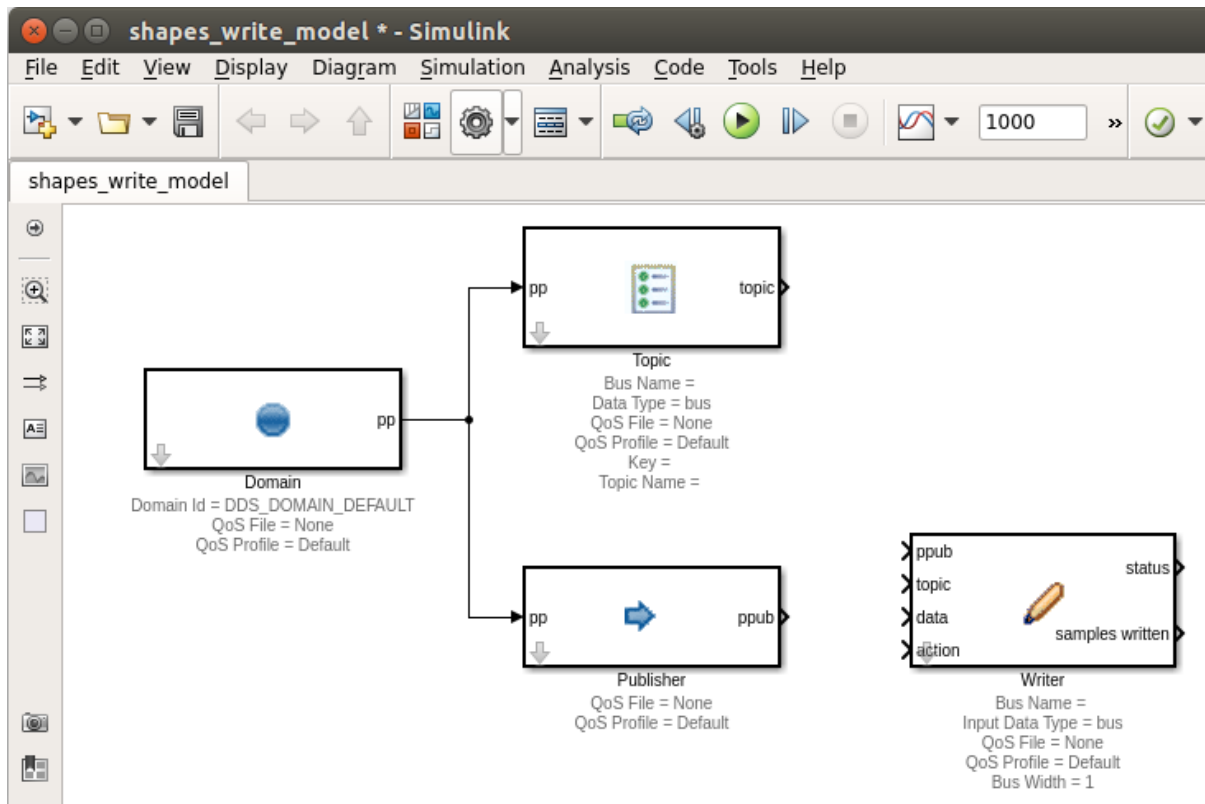 shapes_write_model * - Simulink
File Edit View Display Diagram Simulation Analysis Code Tools Help
1000 »
shapes_write_model
pp topic
Topic
Bus Name =
Data Type = bus
QoS File = None
QoS Profile = Default
Key =
Topic Name =
pp
Domain
Domain Id = DDS_DOMAIN_DEFAULT
QoS File = None
QoS Profile = Default
pp ppub
Publisher
QoS File = None
QoS Profile = Default
ppub
topic
data
action
status
samples written
Writer
Bus Name =
Input Data Type = bus
QoS File = None
QoS Profile = Default
Bus Width = 1